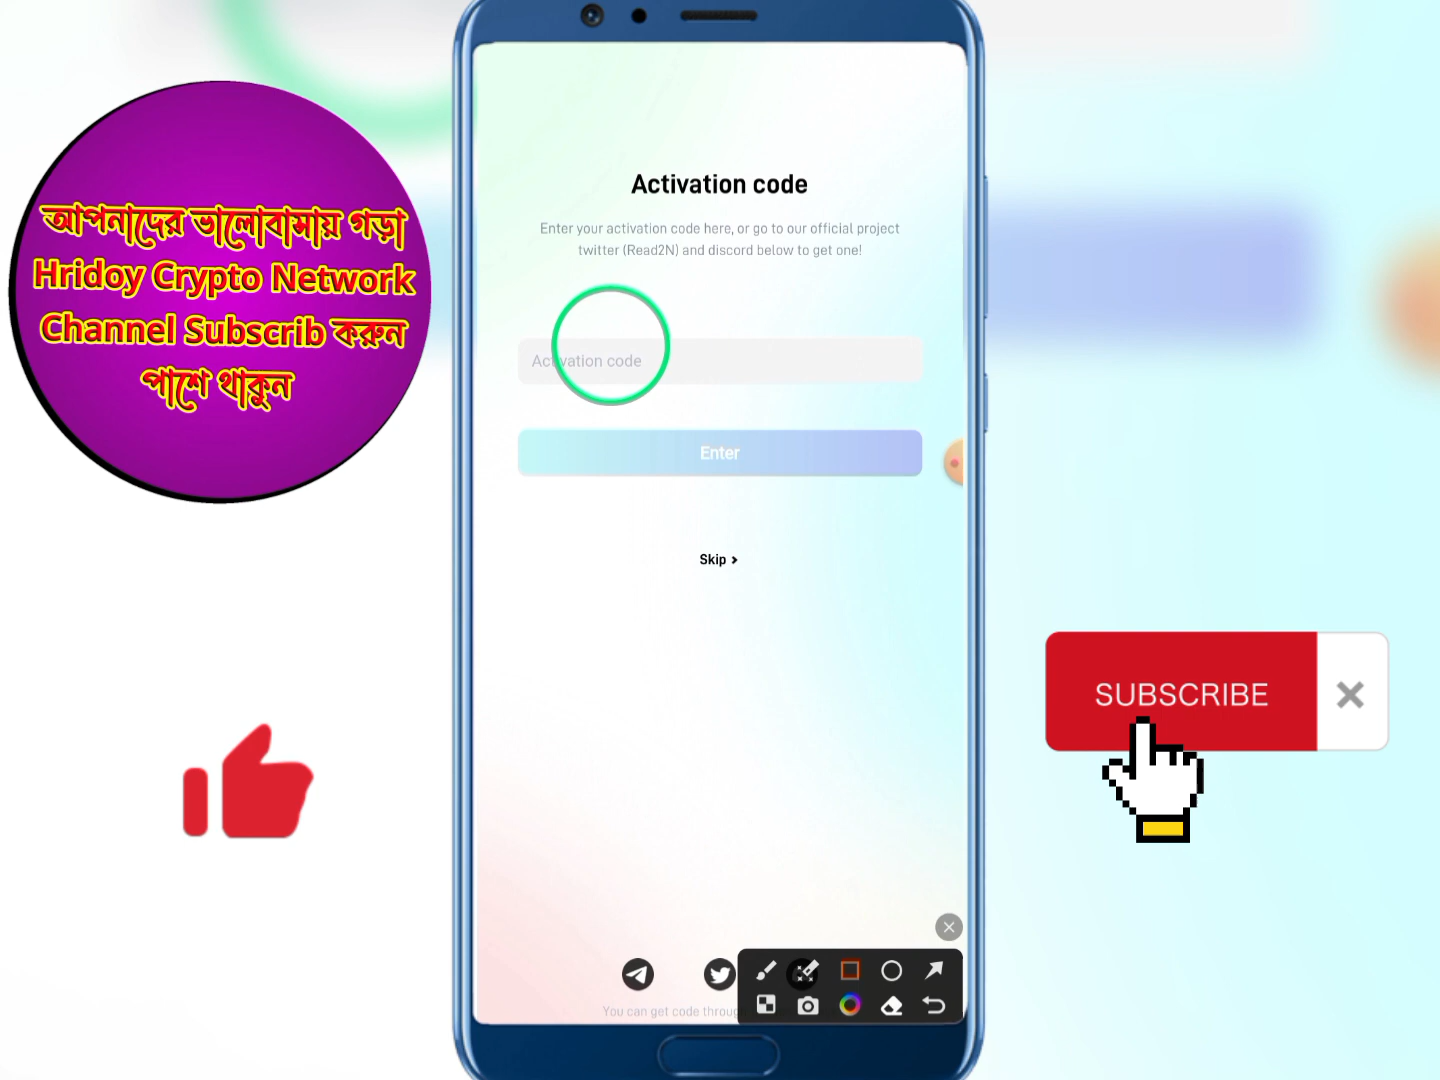 আপনাদের ভালোবাসায় গড়া
Hridoy Crypto Network
Channel Subscrib করুন
পাশে থাকুন
Activation code
Enter your activation code here, or go to our official project
twitter (Read2N) and discord below to get one!
Activation code
Enter
Skip >
SUBSCRIBE
You can get code throug